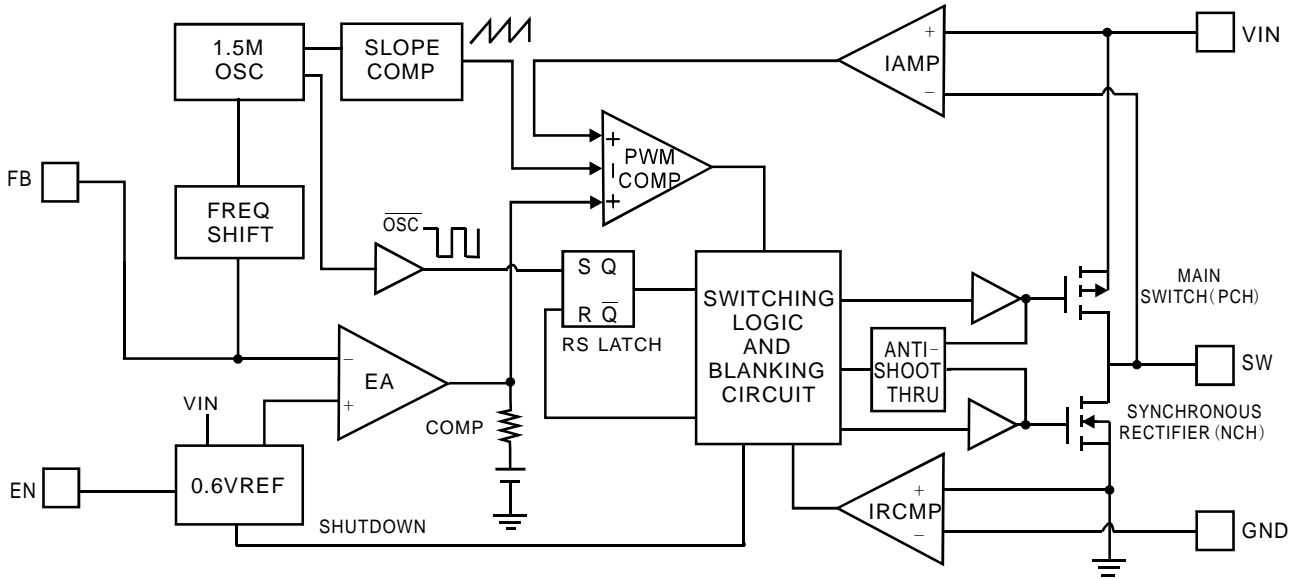 1.5M
OSC
SLOPE
COMP
+
IAMP
−
VIN
FB
FREQ
SHIFT
+
−
+
PWM
COMP
O̅S̅C̅
S Q
R Q̅
RS LATCH
SWITCHING
LOGIC
AND
BLANKING
CIRCUIT
ANTI-
SHOOT
THRU
MAIN
SWITCH(PCH)
SW
SYNCHRONOUS
RECTIFIER(NCH)
−
EA
+
COMP
VIN
EN
0.6VREF
SHUTDOWN
+
IRCMP
−
GND